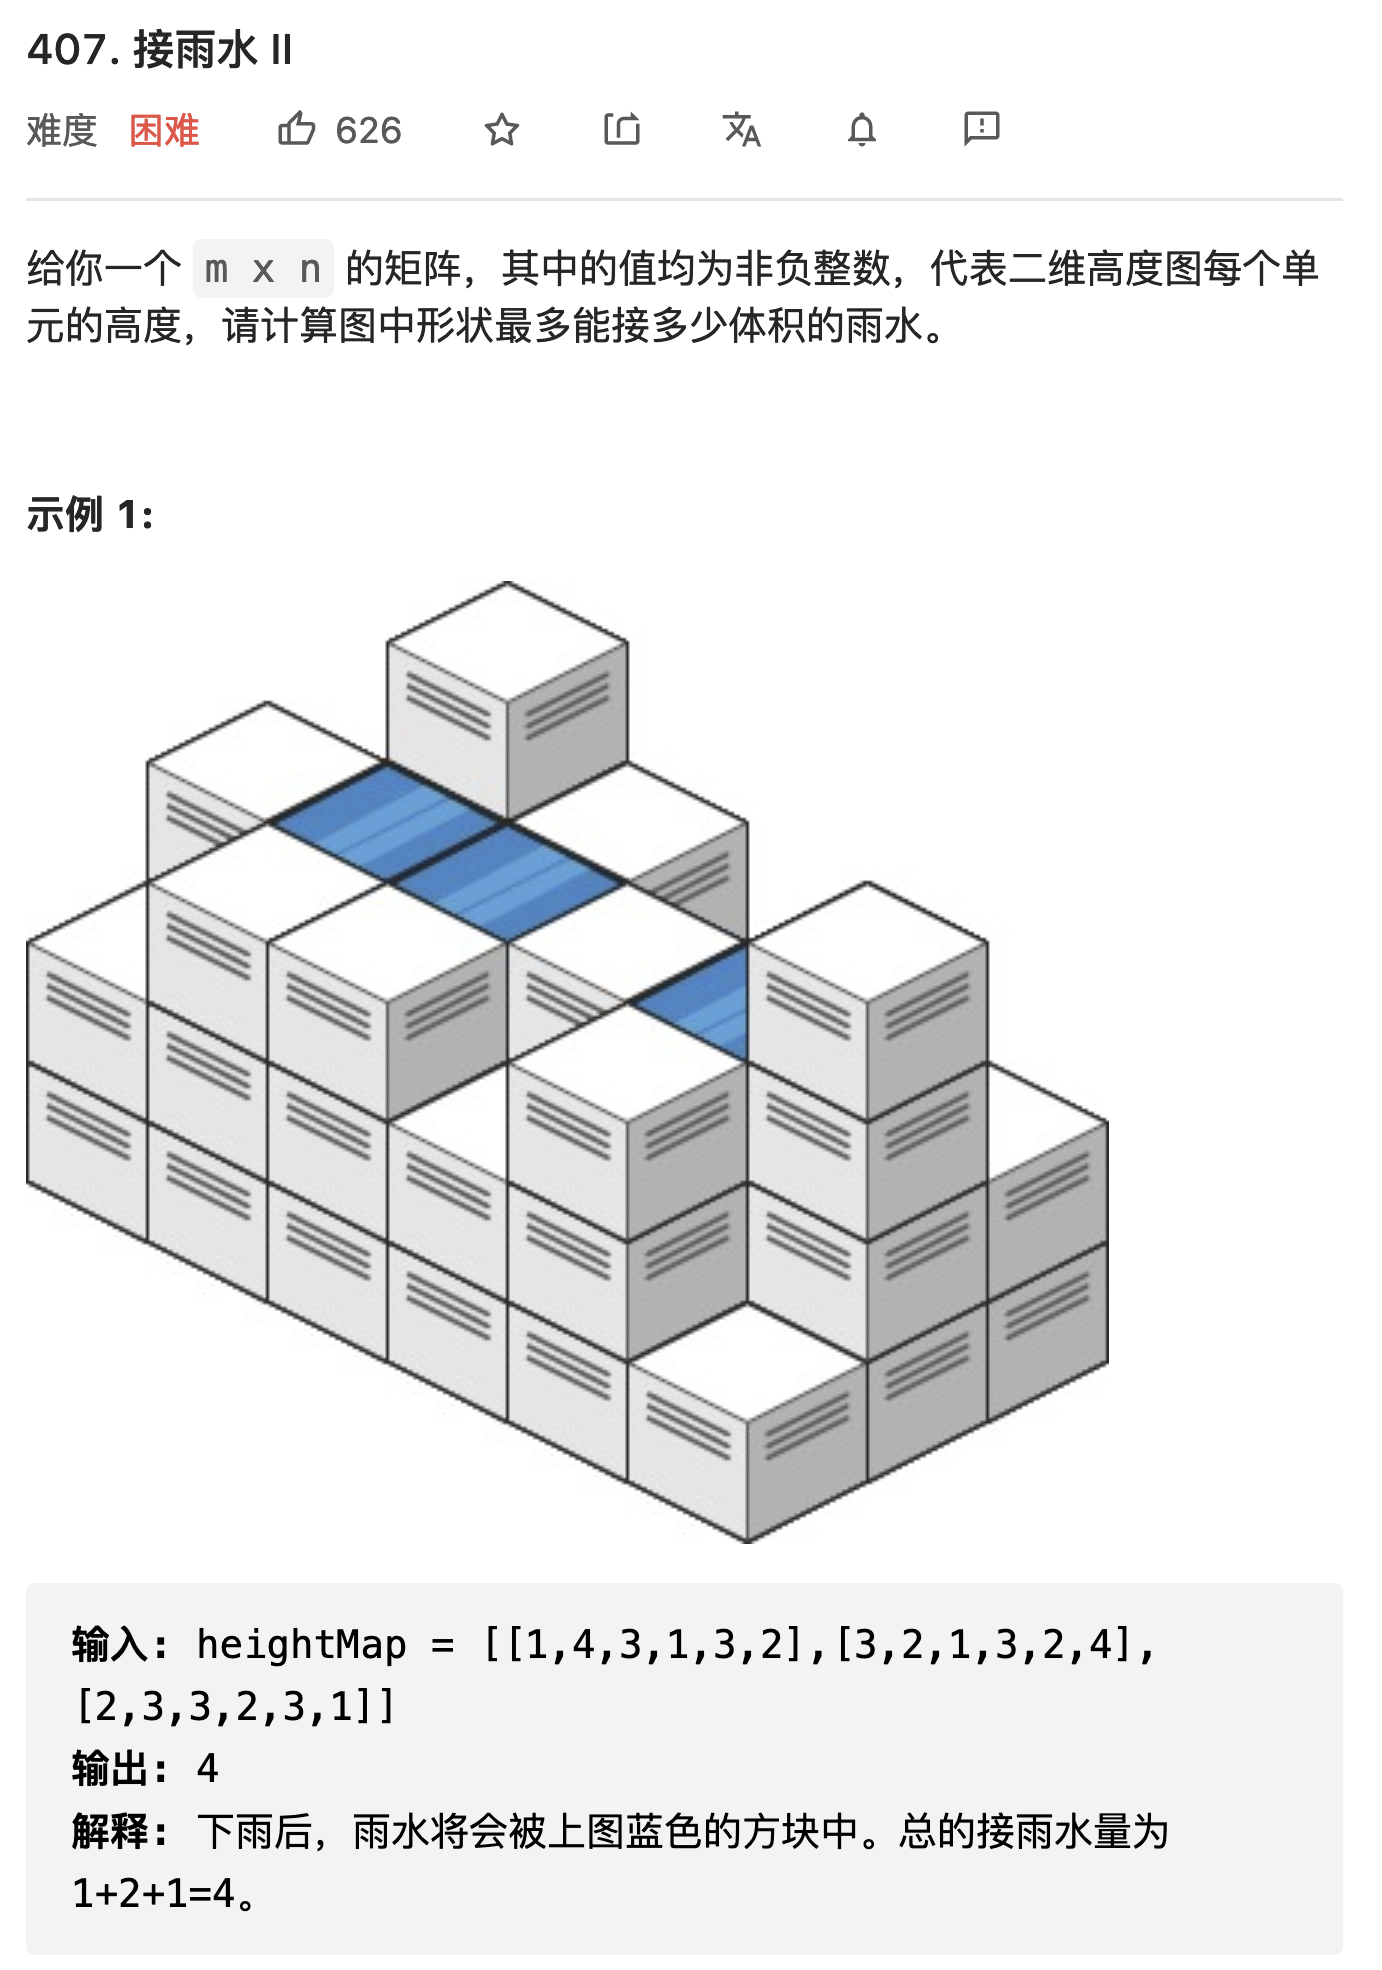 407. 接雨水 II
难度 困难 626
给你一个 m x n 的矩阵，其中的值均为非负整数，代表二维高度图每个单
元的高度，请计算图中形状最多能接多少体积的雨水。
示例 1:
输入: heightMap = [[1,4,3,1,3,2],[3,2,1,3,2,4],
[2,3,3,2,3,1]]
输出: 4
解释: 下雨后，雨水将会被上图蓝色的方块中。总的接雨水量为
1+2+1=4。